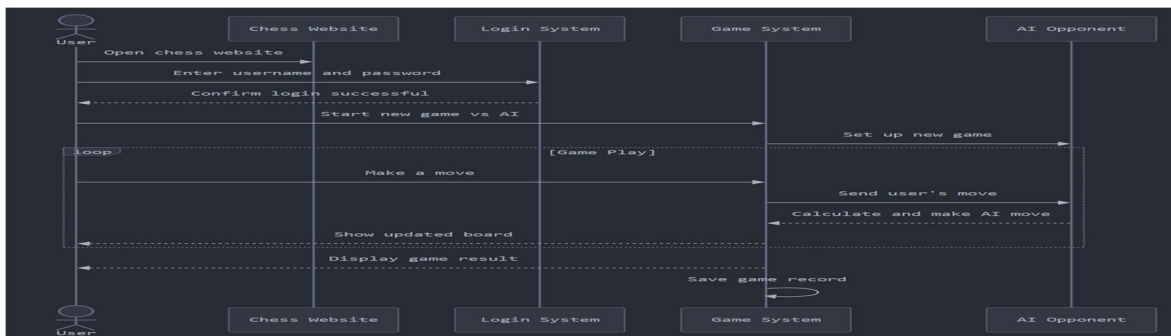 User
Chess Website
Login System
Game System
AI Opponent
Open chess website
Enter username and password
Confirm login successful
Start new game vs AI
Set up new game
loop
[Game Play]
Make a move
Send user's move
Calculate and make AI move
Show updated board
Display game result
Save game record
User
Chess Website
Login System
Game System
AI Opponent